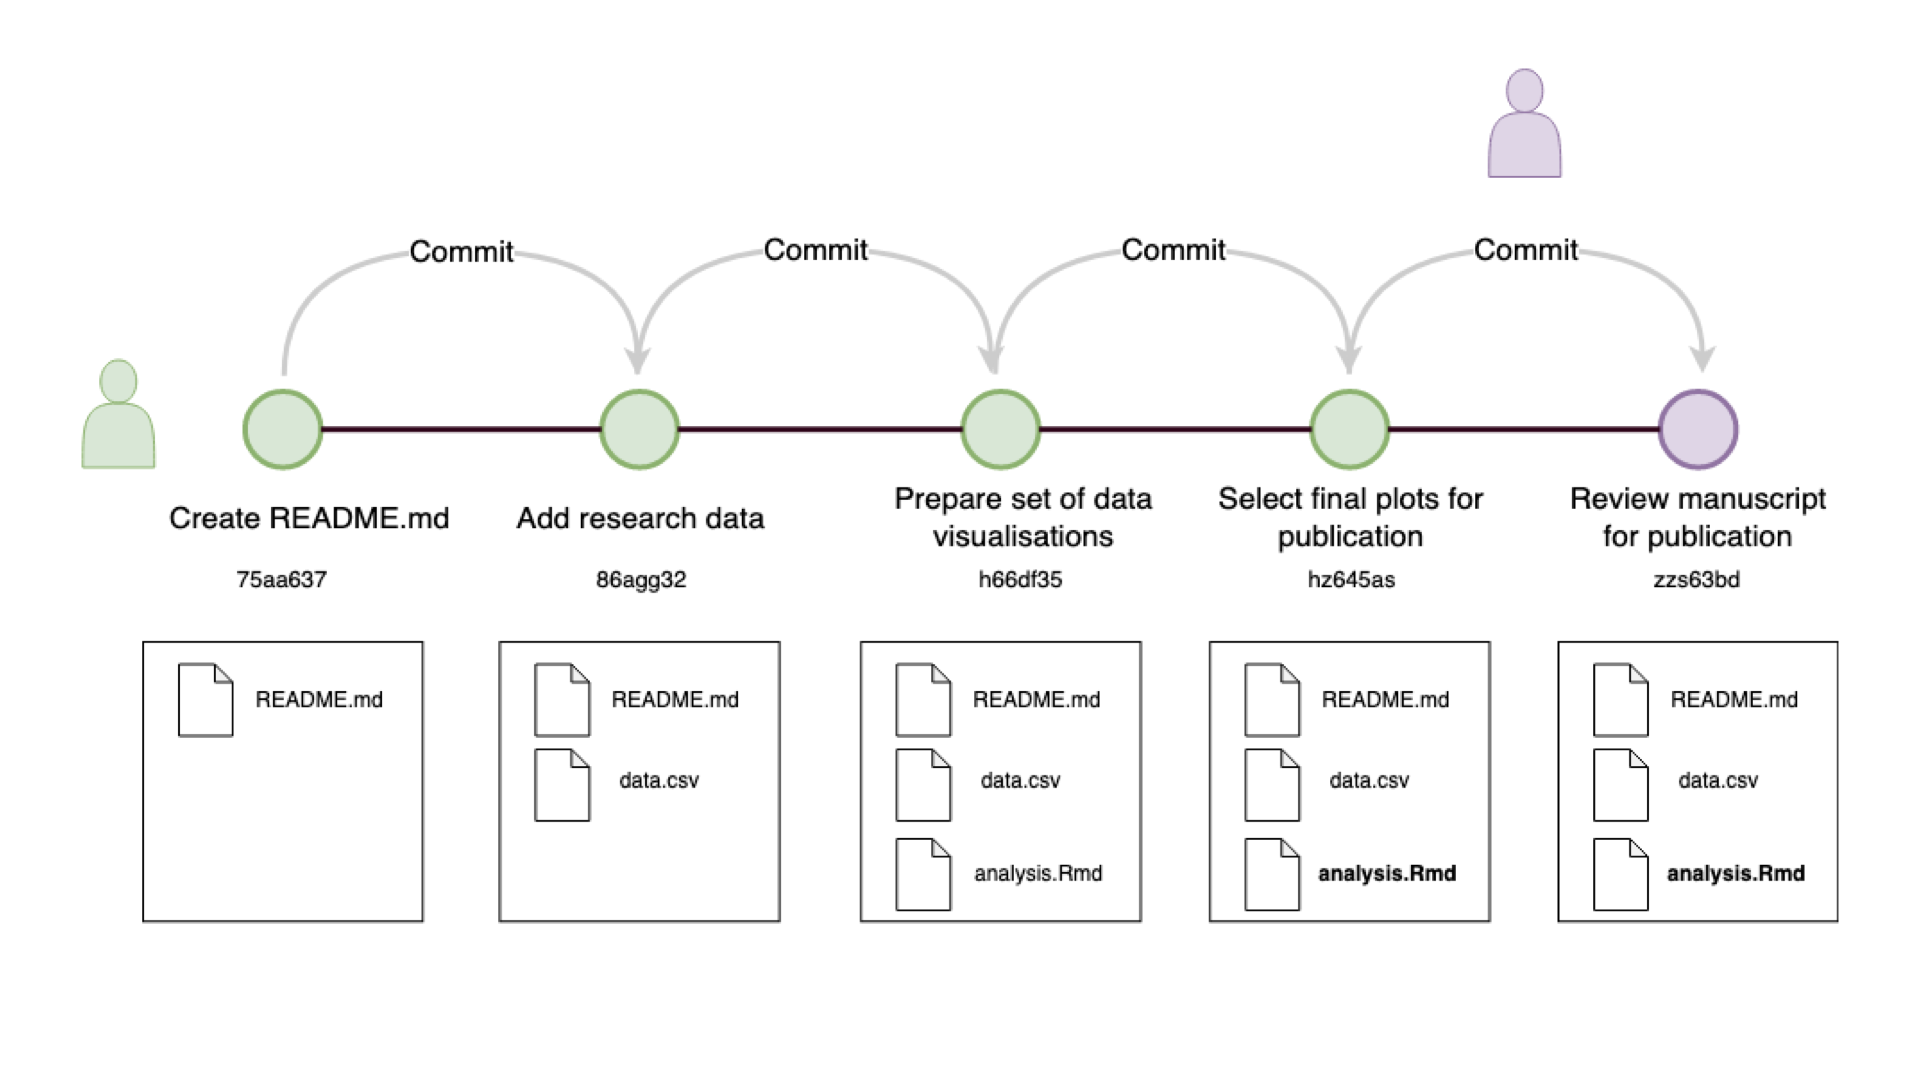 Commit
Commit
Commit
Commit
Create README.md
Add research data
Prepare set of data
visualisations
Select final plots for
publication
Review manuscript
for publication
75aa637
86agg32
h66df35
hz645as
zzs63bd
README.md
README.md
data.csv
README.md
data.csv
analysis.Rmd
README.md
data.csv
analysis.Rmd
README.md
data.csv
analysis.Rmd